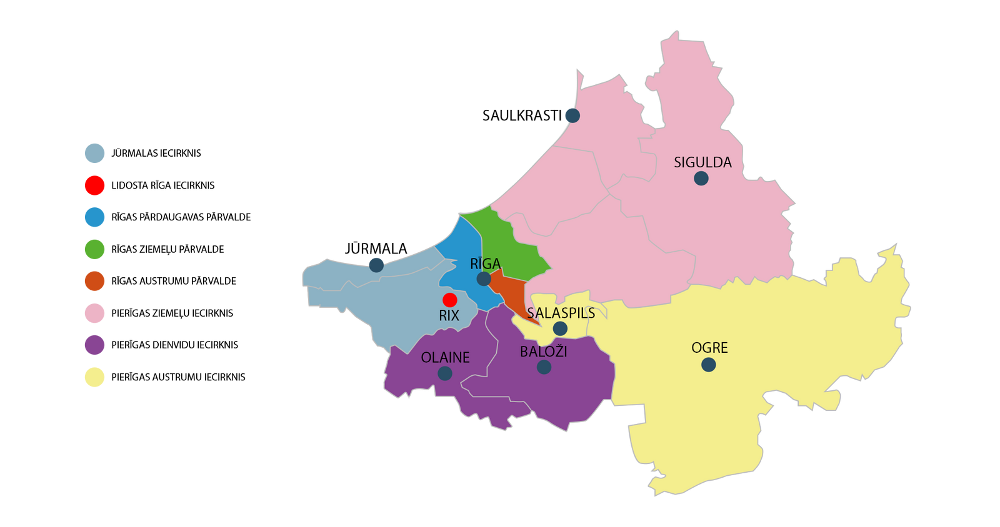 JŪRMALAS IECIRKNIS
LIDOSTA RĪGA IECIRKNIS
RĪGAS PĀRDAUGAVAS PĀRVALDE
RĪGAS ZIEMEĻU PĀRVALDE
RĪGAS AUSTRUMU PĀRVALDE
PIERĪGAS ZIEMEĻU IECIRKNIS
PIERĪGAS DIENVIDU IECIRKNIS
PIERĪGAS AUSTRUMU IECIRKNIS
SAULKRASTI
SIGULDA
JŪRMALA
RĪGA
RIX
SALASPILS
OGRE
BALOŽI
OLAINE